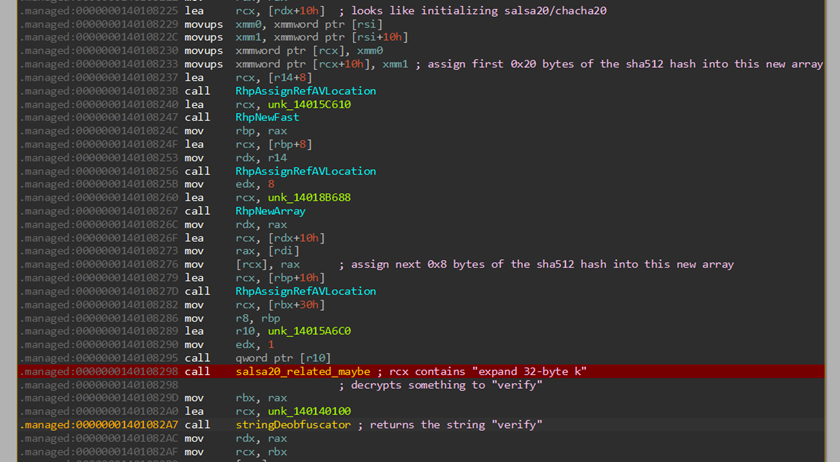 .managed:0000000140108225 lea rcx, [rdx+10h] ; looks like initializing salsa20/chacha20
.managed:0000000140108229 movups xmm0, xmmword ptr [rsi]
.managed:000000014010822C movups xmm1, xmmword ptr [rsi+10h]
.managed:0000000140108230 movups xmmword ptr [rcx], xmm0
.managed:0000000140108233 movups xmmword ptr [rcx+10h], xmm1 ; assign first 0x20 bytes of the sha512 hash into this new array
.managed:0000000140108237 lea rcx, [r14+8]
.managed:000000014010823B call RhpAssignRefAVLocation
.managed:0000000140108240 lea rcx, unk_14015C610
.managed:0000000140108247 call RhpNewFast
.managed:000000014010824C mov rbp, rax
.managed:000000014010824F lea rcx, [rbp+8]
.managed:0000000140108253 mov rdx, r14
.managed:0000000140108256 call RhpAssignRefAVLocation
.managed:000000014010825B mov edx, 8
.managed:0000000140108260 lea rcx, unk_14018B688
.managed:0000000140108267 call RhpNewArray
.managed:000000014010826C mov rdx, rax
.managed:000000014010826F lea rcx, [rdx+10h]
.managed:0000000140108273 mov rax, [rdi]
.managed:0000000140108276 mov [rcx], rax ; assign next 0x8 bytes of the sha512 hash into this new array
.managed:0000000140108279 lea rcx, [rbp+10h]
.managed:000000014010827D call RhpAssignRefAVLocation
.managed:0000000140108282 mov rcx, [rbx+30h]
.managed:0000000140108286 mov r8, rbp
.managed:0000000140108289 lea r10, unk_14015A6C0
.managed:0000000140108290 mov edx, 1
.managed:0000000140108295 call qword ptr [r10]
.managed:0000000140108298 call salsa20_related_maybe ; rcx contains "expand 32-byte k"
.managed:0000000140108298 ; decrypts something to "verify"
.managed:000000014010829D mov rbx, rax
.managed:00000001401082A0 lea rcx, unk_140140100
.managed:00000001401082A7 call stringDeobfuscator ; returns the string "verify"
.managed:00000001401082AC mov rdx, rax
.managed:00000001401082AF mov rcx, rbx